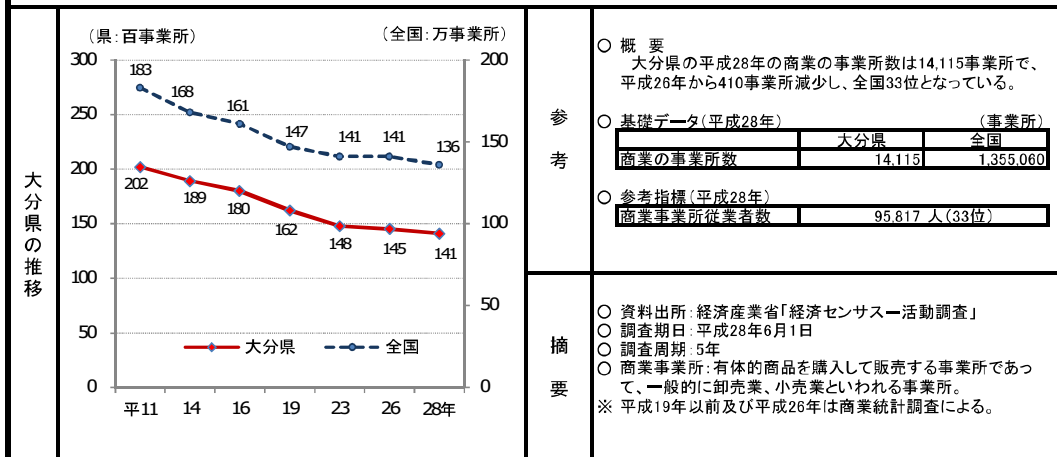 大分県の推移
（県：百事業所）
（全国：万事業所）
300
250
200
150
100
50
0
200
150
100
50
0
183
168
161
147
141
141
136
202
189
180
162
148
145
141
大分県
全国
平11
14
16
19
23
26
28年
参考
○ 概 要
大分県の平成28年の商業の事業所数は14,115事業所で、
平成26年から410事業所減少し、全国33位となっている。
○ 基礎データ（平成28年）
（事業所）
大分県 全国
商業の事業所数 14,115 1,355,060
○ 参考指標（平成28年）
商業事業所従業者数 95,817 人（33位）
摘要
○ 資料出所：経済産業省「経済センサスー活動調査」
○ 調査期日：平成28年6月1日
○ 調査周期：5年
○ 商業事業所：有体的商品を購入して販売する事業所であっ
て、一般的に卸売業、小売業といわれる事業所。
※ 平成19年以前及び平成26年は商業統計調査による。